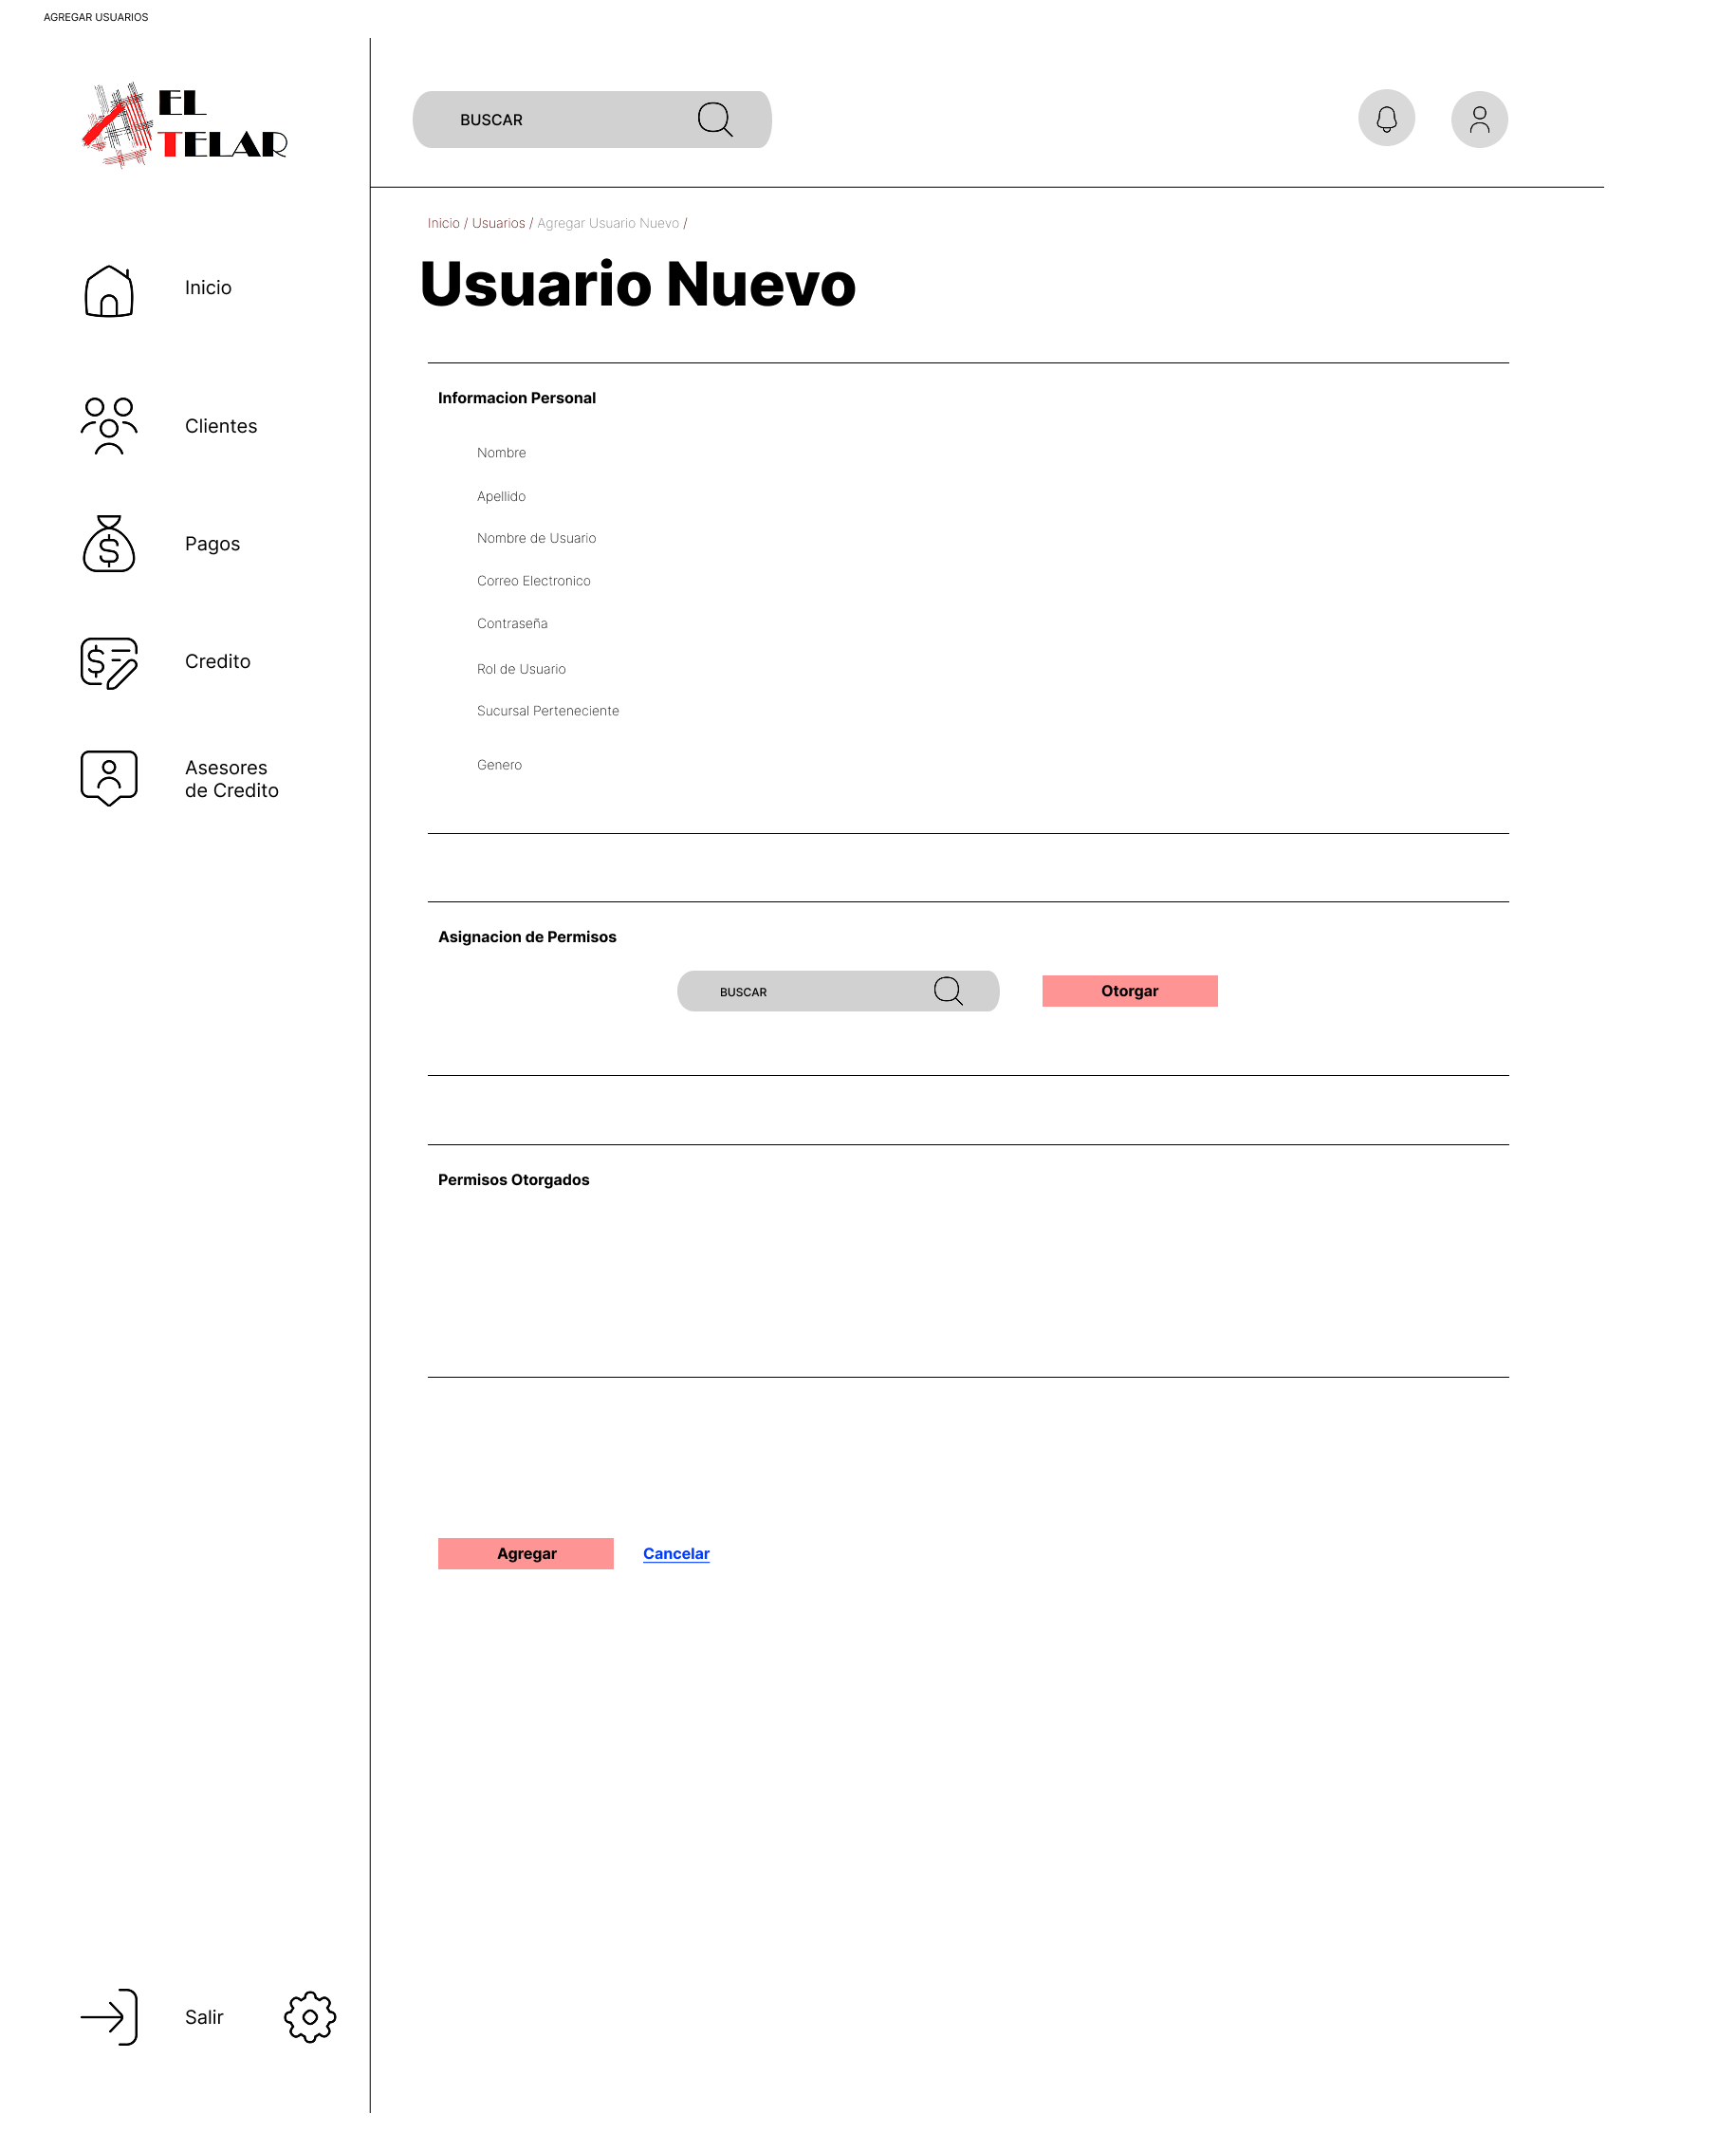 AGREGAR USUARIOS
EL
TELAR
BUSCAR
Inicio / Usuarios / Agregar Usuario Nuevo /
Usuario Nuevo
Inicio
Clientes
Pagos
Credito
Asesores
de Credito
Informacion Personal
Nombre
Apellido
Nombre de Usuario
Correo Electronico
Contraseña
Rol de Usuario
Sucursal Perteneciente
Genero
Asignacion de Permisos
BUSCAR
Otorgar
Permisos Otorgados
Agregar
Cancelar
Salir